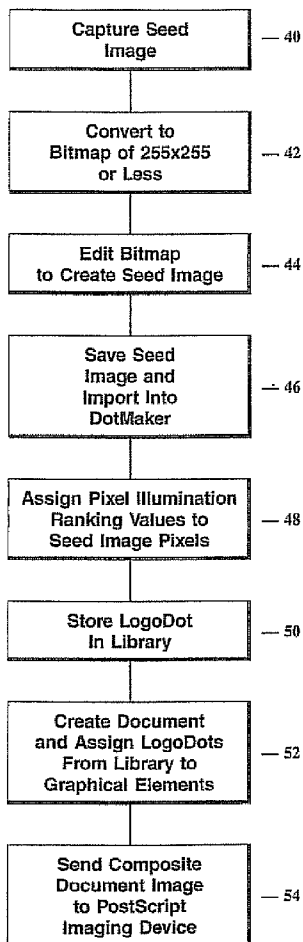 Capture Seed
Image
40
Convert to
Bitmap of 255x255
or Less
42
Edit Bitmap
to Create Seed Image
44
Save Seed
Image and
Import Into
DotMaker
46
Assign Pixel Illumination
Ranking Values to
Seed Image Pixels
48
Store LogoDot
In Library
50
Create Document
and Assign LogoDots
From Library to
Graphical Elements
52
Send Composite
Document Image
to PostScript
Imaging Device
54